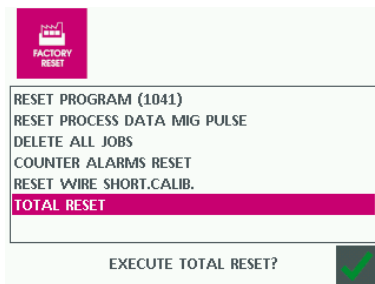 FACTORY
RESET
RESET PROGRAM (1041)
RESET PROCESS DATA MIG PULSE
DELETE ALL JOBS
COUNTER ALARMS RESET
RESET WIRE SHORT.CALIB.
TOTAL RESET
EXECUTE TOTAL RESET?